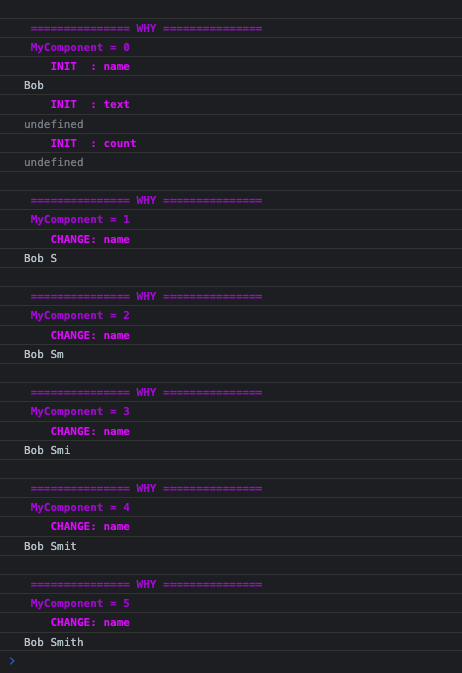 =============== WHY ===============
MyComponent = 0
INIT  : name
Bob
INIT  : text
undefined
INIT  : count
undefined
=============== WHY ===============
MyComponent = 1
CHANGE: name
Bob S
=============== WHY ===============
MyComponent = 2
CHANGE: name
Bob Sm
=============== WHY ===============
MyComponent = 3
CHANGE: name
Bob Smi
=============== WHY ===============
MyComponent = 4
CHANGE: name
Bob Smit
=============== WHY ===============
MyComponent = 5
CHANGE: name
Bob Smith
>